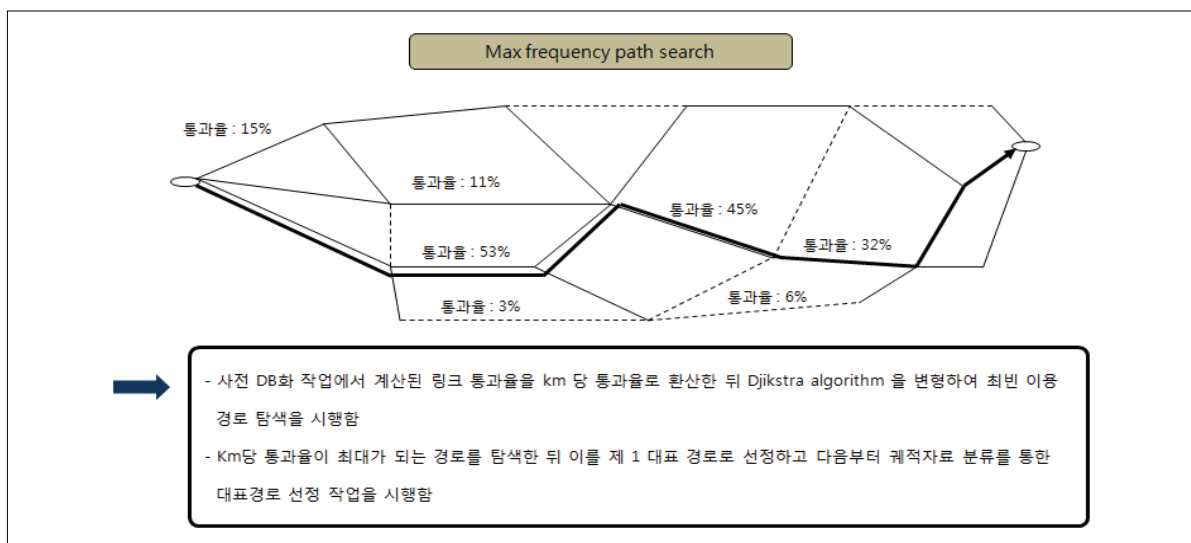 Max frequency path search
통과율 : 15%
통과율 : 11%
통과율 : 45%
통과율 : 53%
통과율 : 32%
통과율 : 3%
통과율 : 6%
- 사전 DB화 작업에서 계산된 링크 통과율을 km 당 통과율로 환산한 뒤 Djikstra algorithm 을 변형하여 최빈 이용
경로 탐색을 시행함
- Km당 통과율이 최대가 되는 경로를 탐색한 뒤 이를 제 1 대표 경로로 선정하고 다음부터 궤적자료 분류를 통한
대표경로 선정 작업을 시행함